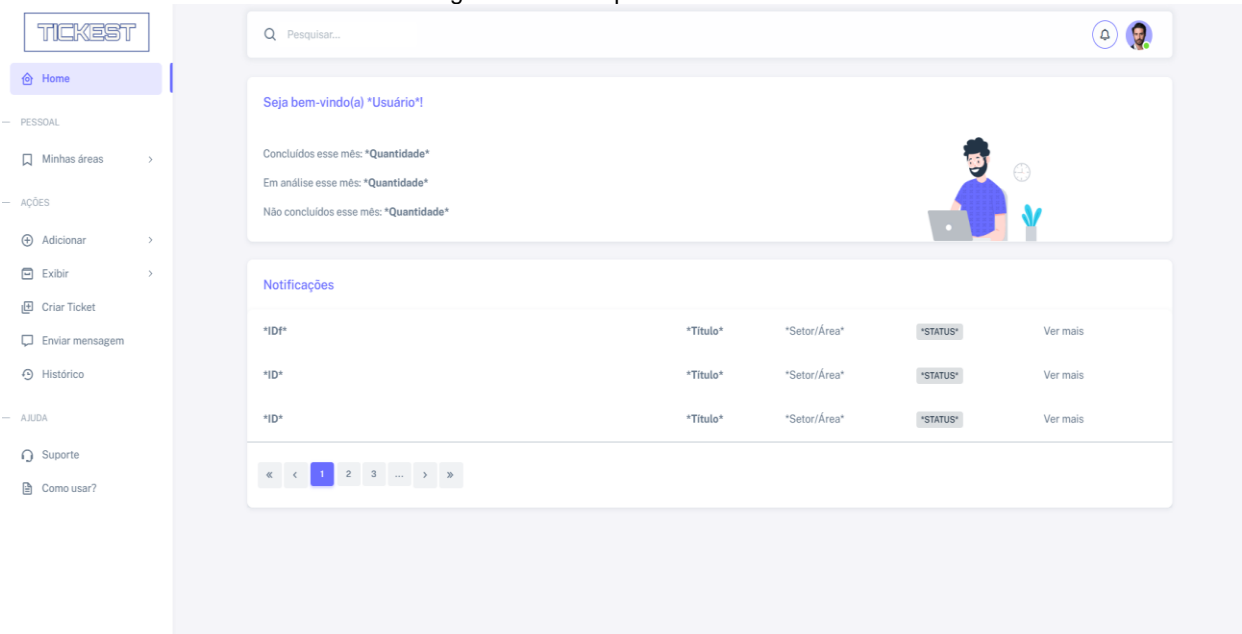 TICKEST
Pesquisar...
Home
PESSOAL
Minhas áreas
AÇÕES
Adicionar
Exibir
Criar Ticket
Enviar mensagem
Histórico
AJUDA
Suporte
Como usar?
Seja bem-vindo(a) *Usuário*!
Concluídos esse mês: *Quantidade*
Em análise esse mês: *Quantidade*
Não concluídos esse mês: *Quantidade*
Notificações
*IDf* *Título* *Setor/Área* *STATUS* Ver mais
*ID* *Título* *Setor/Área* *STATUS* Ver mais
*ID* *Título* *Setor/Área* *STATUS* Ver mais
« ‹ 1 2 3 ... › »